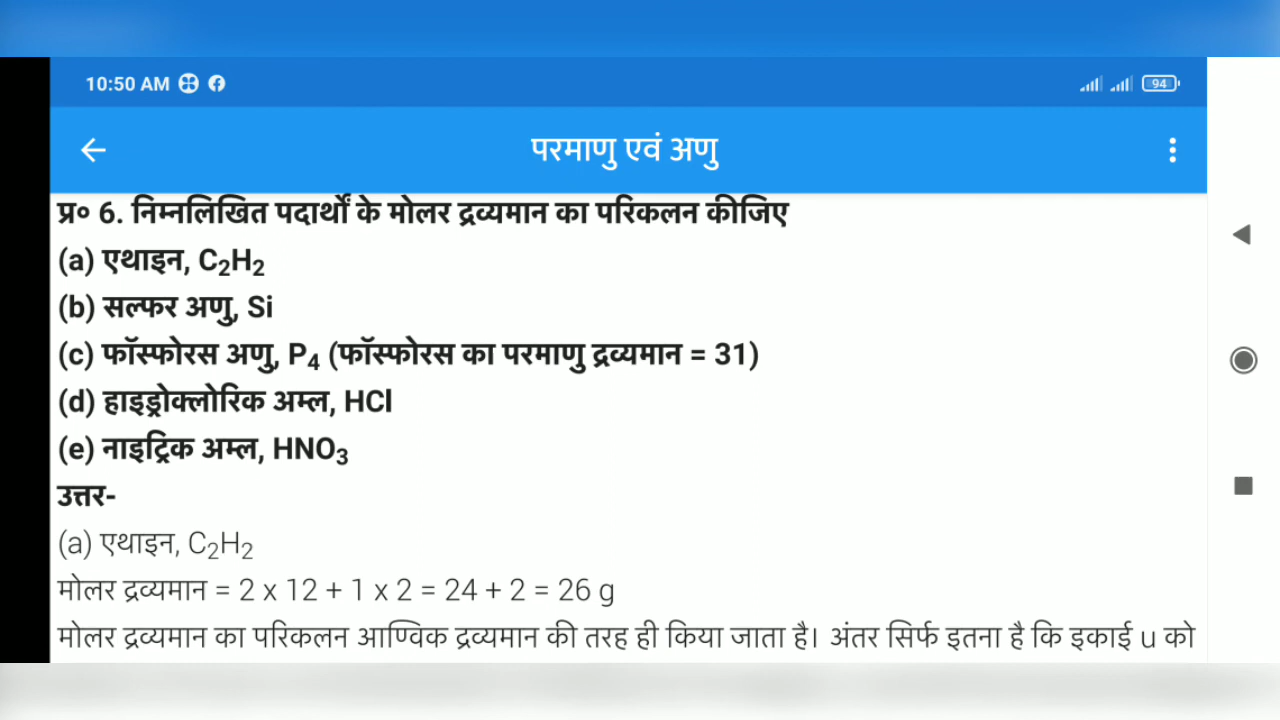 10:50 AM
94
परमाणु एवं अणु
प्र० 6. निम्नलिखित पदार्थों के मोलर द्रव्यमान का परिकलन कीजिए
(a) एथाइन, C₂H₂
(b) सल्फर अणु, Si
(c) फॉस्फोरस अणु, P₄ (फॉस्फोरस का परमाणु द्रव्यमान = 31)
(d) हाइड्रोक्लोरिक अम्ल, HCl
(e) नाइट्रिक अम्ल, HNO₃
उत्तर-
(a) एथाइन, C₂H₂
मोलर द्रव्यमान = 2 x 12 + 1 x 2 = 24 + 2 = 26 g
मोलर द्रव्यमान का परिकलन आण्विक द्रव्यमान की तरह ही किया जाता है। अंतर सिर्फ इतना है कि इकाई u को